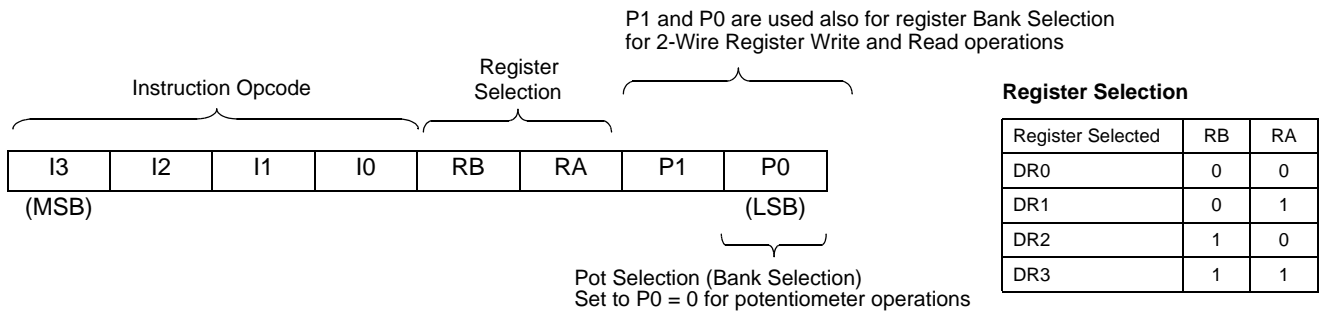 P1 and P0 are used also for register Bank Selection
for 2-Wire Register Write and Read operations
Instruction Opcode
Register
Selection
I3 I2 I1 I0 RB RA P1 P0
(MSB) (LSB)
Pot Selection (Bank Selection)
Set to P0 = 0 for potentiometer operations
Register Selection
Register Selected RB RA
DR0 0 0
DR1 0 1
DR2 1 0
DR3 1 1